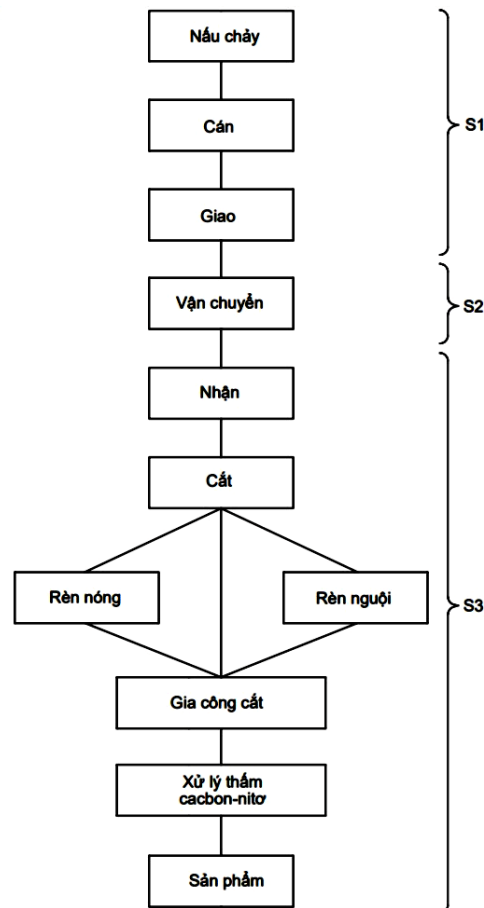 Nấu chảy
Cán
S1
Giao
Vận chuyển
S2
Nhận
Cắt
Rèn nóng
Rèn nguội
S3
Gia công cắt
Xử lý thấm
cacbon-nitơ
Sản phẩm